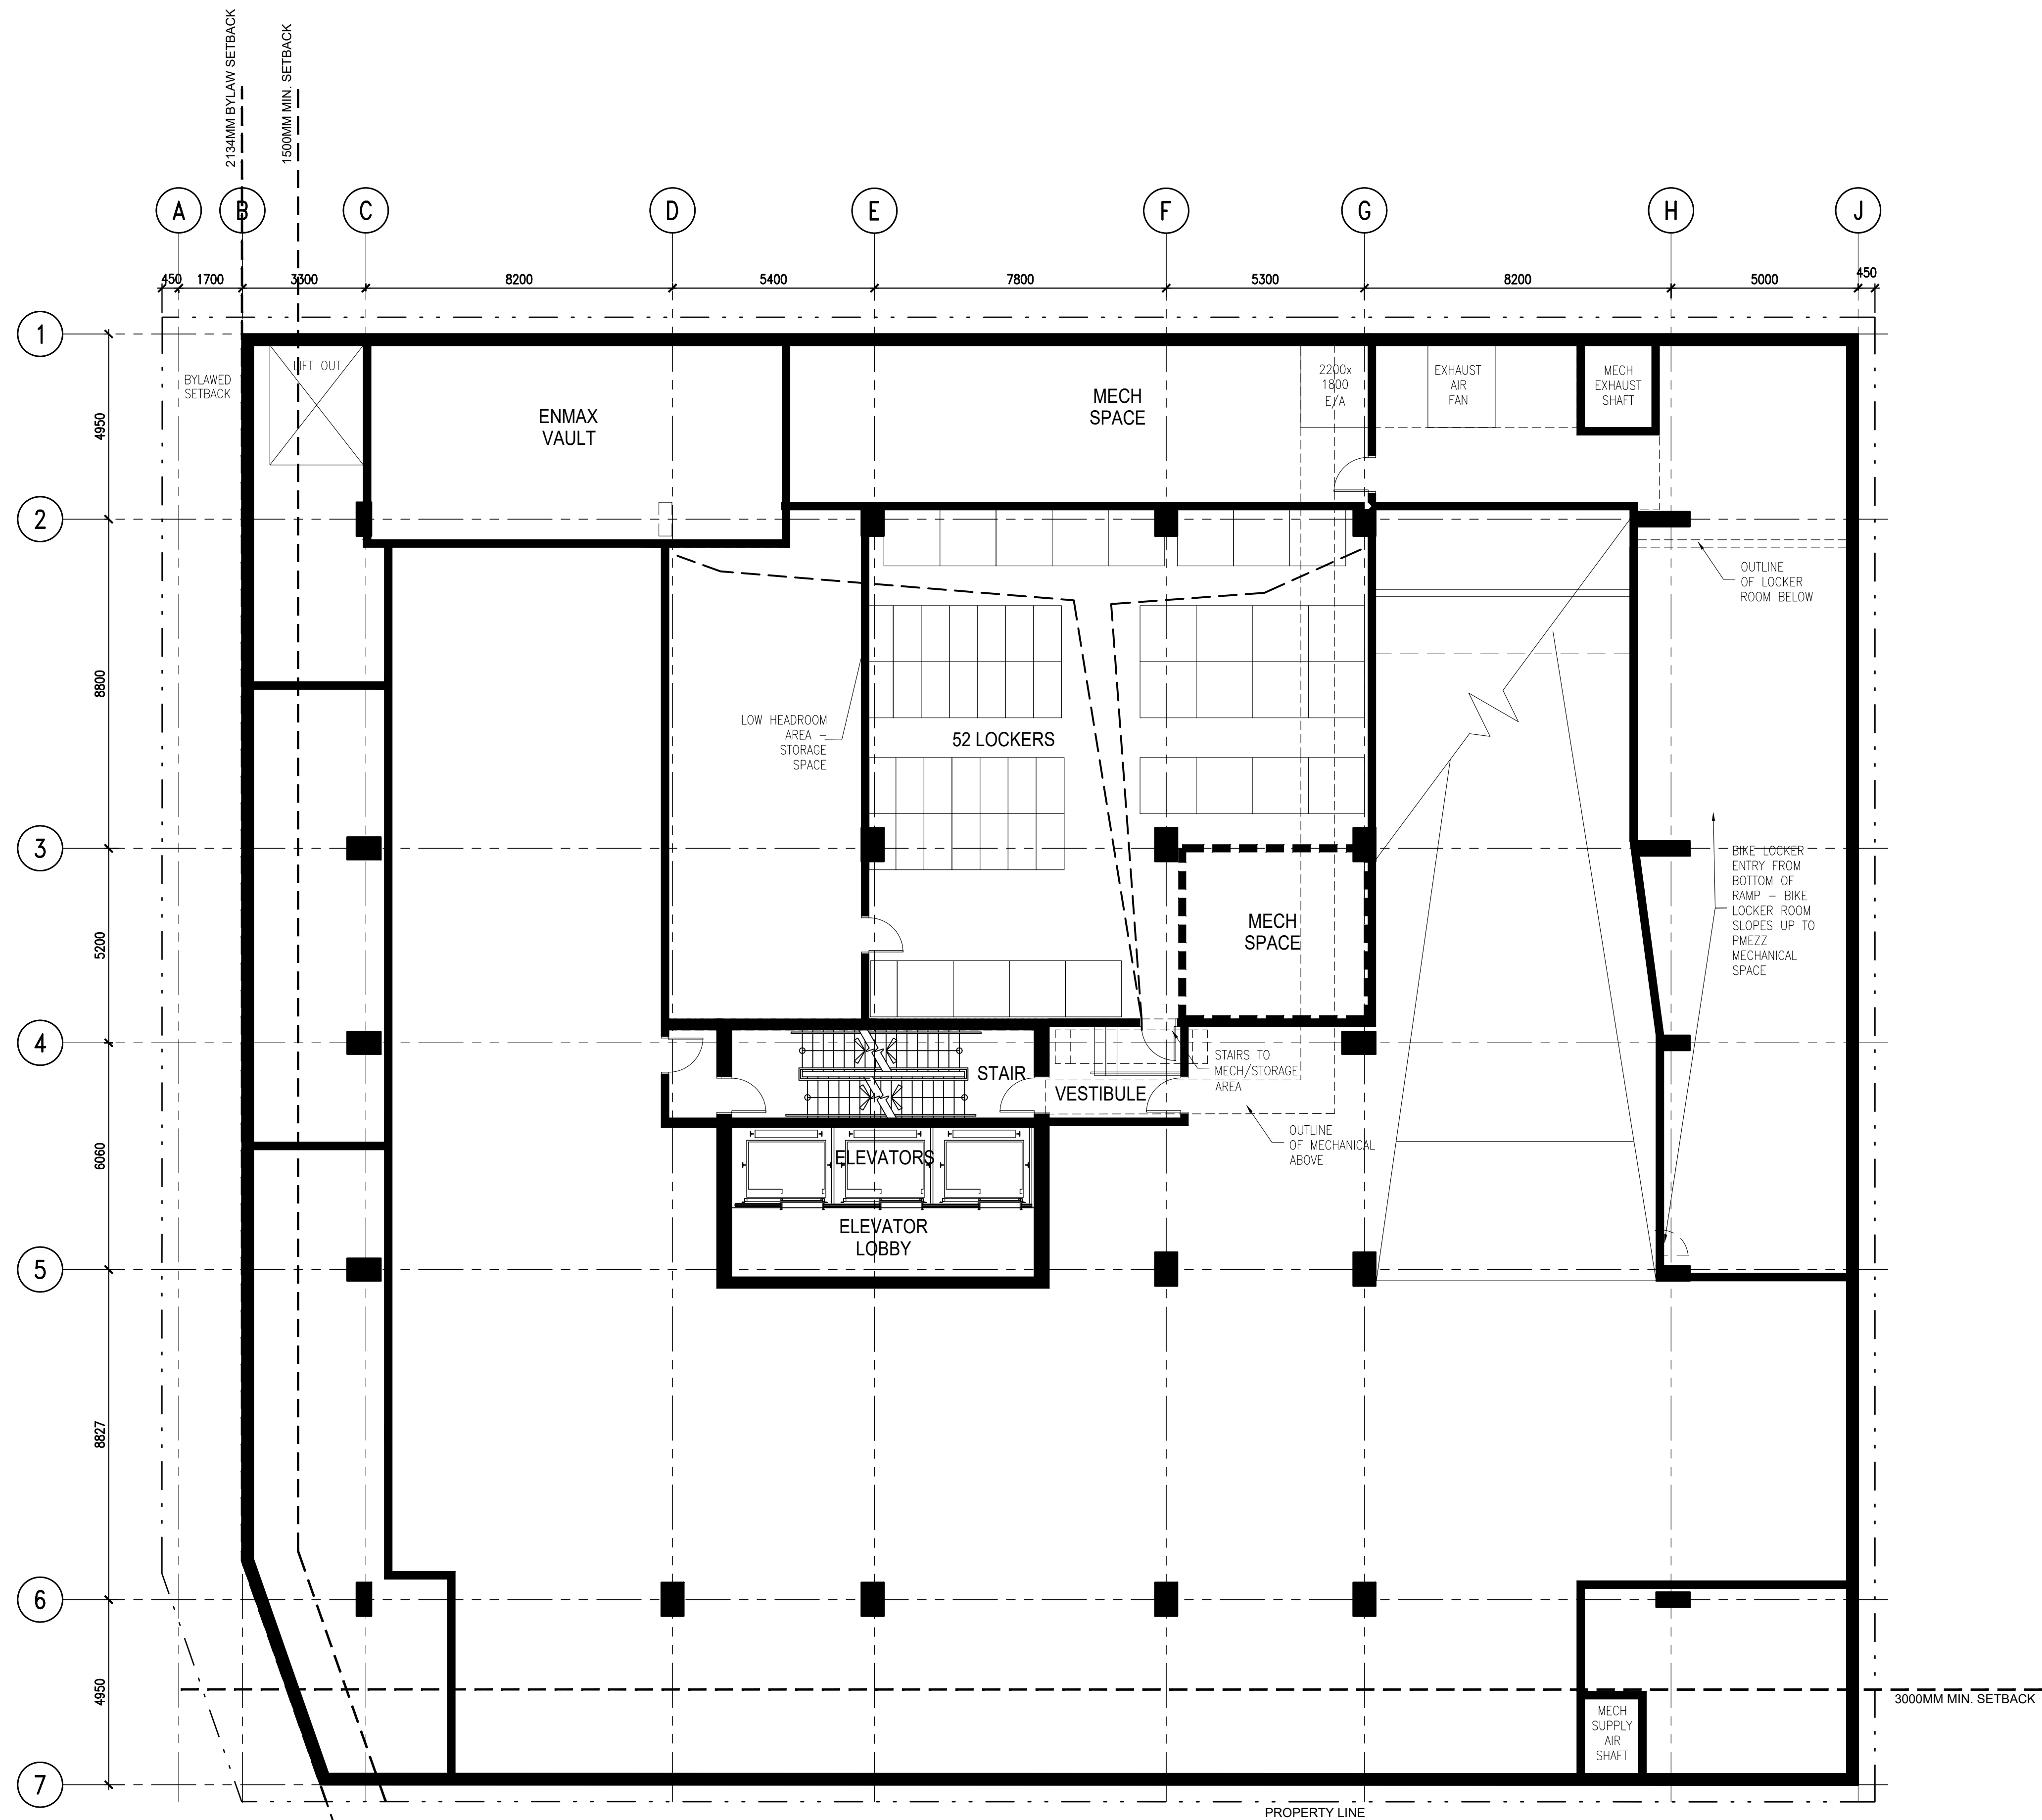 2134MM BYLAW SETBACK
1500MM MIN. SETBACK
A
B
C
D
E
F
G
H
J
450
1700
3300
8200
5400
7800
5300
8200
5000
450
1
2
3
4
5
6
7
4950
8800
5200
6060
8827
4950
BYLAWED
SETBACK
LIFT OUT
ENMAX
VAULT
MECH
SPACE
2200x
1800
E/A
EXHAUST
AIR
FAN
MECH
EXHAUST
SHAFT
OUTLINE
OF LOCKER
ROOM BELOW
LOW HEADROOM
AREA –
STORAGE
SPACE
52 LOCKERS
MECH
SPACE
BIKE LOCKER
ENTRY FROM
BOTTOM OF
RAMP – BIKE
LOCKER ROOM
SLOPES UP TO
PMEZZ
MECHANICAL
SPACE
STAIR
VESTIBULE
STAIRS TO
MECH/STORAGE
AREA
OUTLINE
OF MECHANICAL
ABOVE
ELEVATORS
ELEVATOR
LOBBY
3000MM MIN. SETBACK
MECH
SUPPLY
AIR
SHAFT
PROPERTY LINE